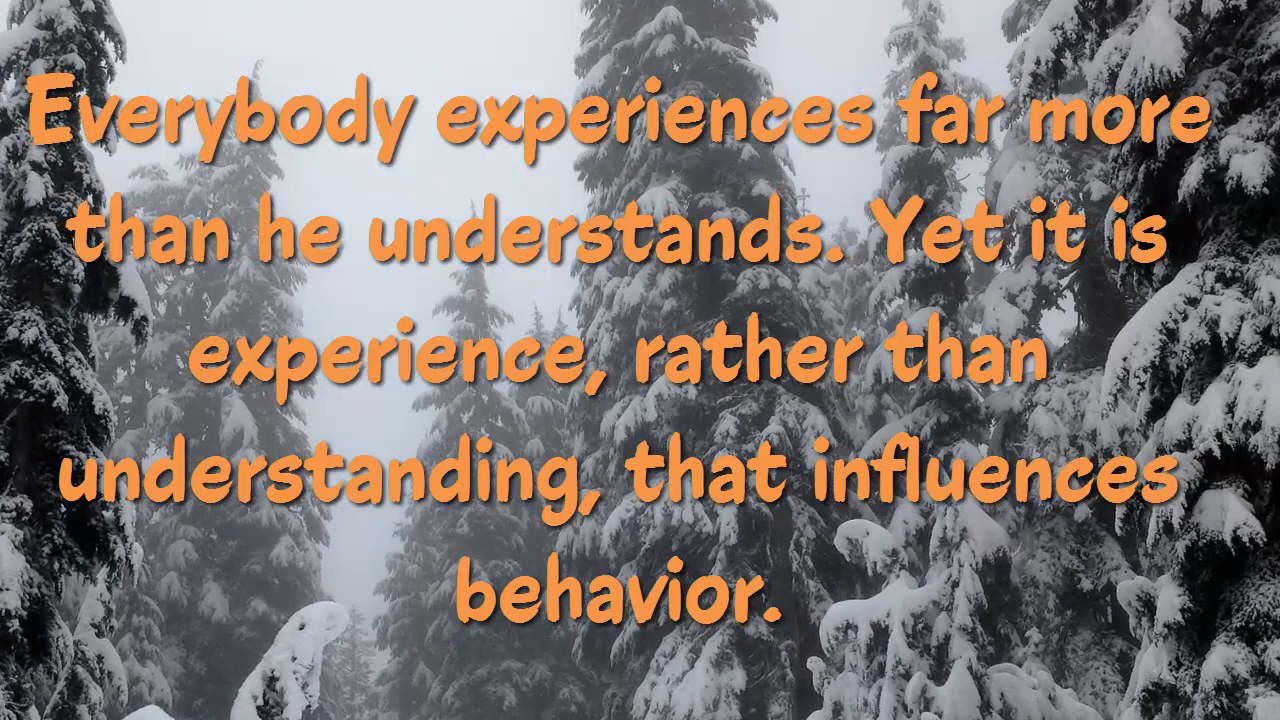 Everybody experiences far more
than he understands. Yet it is
experience, rather than
understanding, that influences
behavior.